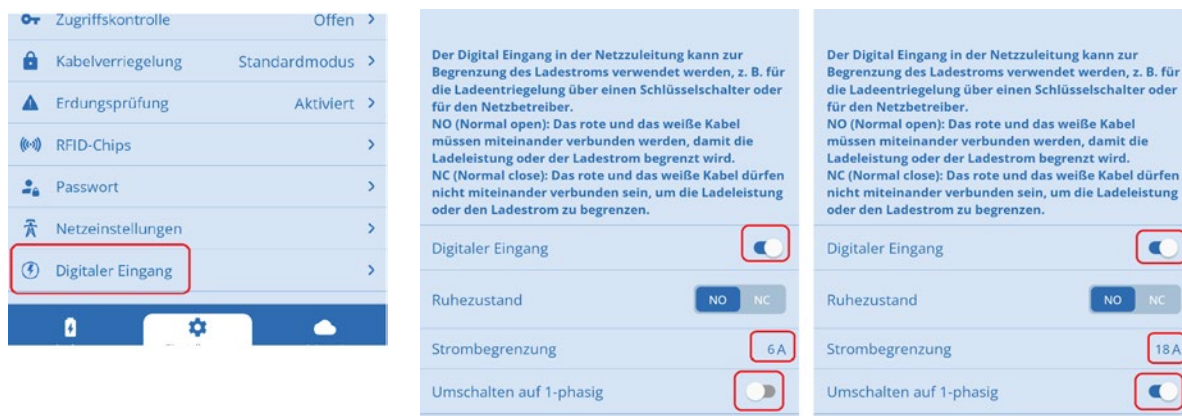 Zugriffskontrolle Offen >
Kabelverriegelung Standardmodus >
Erdungsprüfung Aktiviert >
RFID-Chips >
Passwort >
Netzeinstellungen >
Digitaler Eingang >
Der Digital Eingang in der Netzzuleitung kann zur
Begrenzung des Ladestroms verwendet werden, z. B. für
die Ladeentriegelung über einen Schlüsselschalter oder
für den Netzbetreiber.
NO (Normal open): Das rote und das weiße Kabel
müssen miteinander verbunden werden, damit die
Ladeleistung oder der Ladestrom begrenzt wird.
NC (Normal close): Das rote und das weiße Kabel dürfen
nicht miteinander verbunden sein, um die Ladeleistung
oder den Ladestrom zu begrenzen.
Digitaler Eingang
Ruhezustand NO NC
Strombegrenzung 6 A
Umschalten auf 1-phasig
Der Digital Eingang in der Netzzuleitung kann zur
Begrenzung des Ladestroms verwendet werden, z. B. für
die Ladeentriegelung über einen Schlüsselschalter oder
für den Netzbetreiber.
NO (Normal open): Das rote und das weiße Kabel
müssen miteinander verbunden werden, damit die
Ladeleistung oder der Ladestrom begrenzt wird.
NC (Normal close): Das rote und das weiße Kabel dürfen
nicht miteinander verbunden sein, um die Ladeleistung
oder den Ladestrom zu begrenzen.
Digitaler Eingang
Ruhezustand NO NC
Strombegrenzung 18 A
Umschalten auf 1-phasig